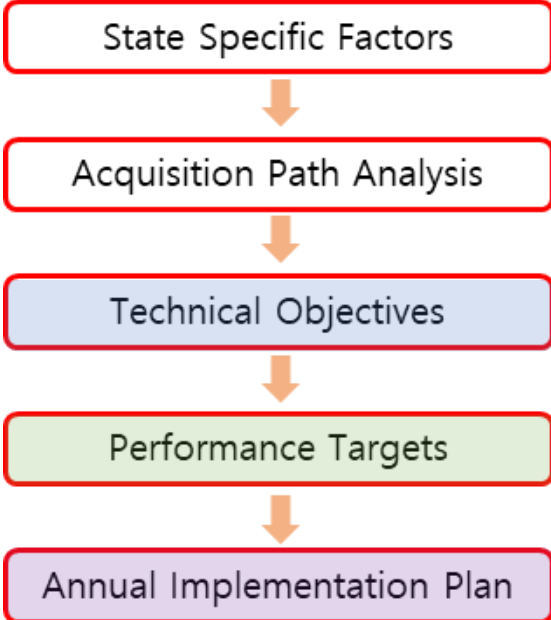 State Specific Factors
Acquisition Path Analysis
Technical Objectives
Performance Targets
Annual Implementation Plan